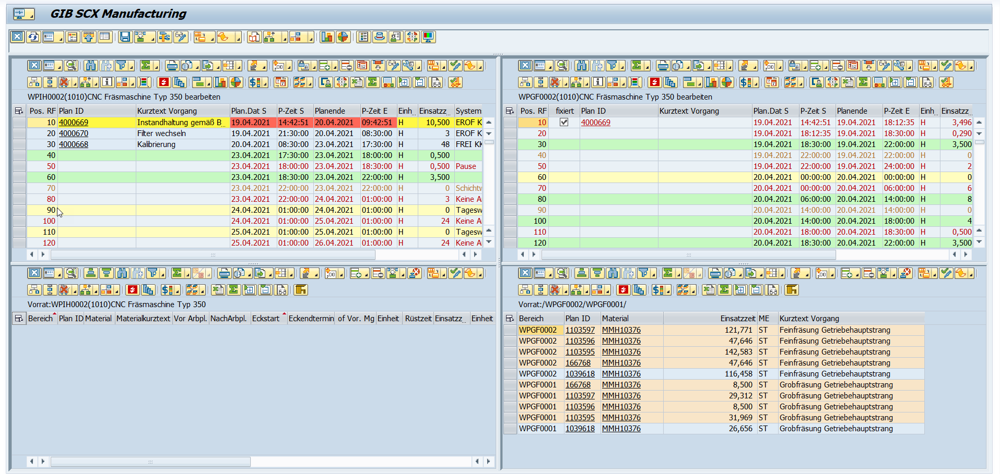 GIB SCX Manufacturing
WPIH0002(1010)CNC Fräsmaschine Typ 350 bearbeiten
Pos. RF Plan ID Kurztext Vorgang Plan.Dat S P-Zeit S Planende P-Zeit E Einh... Einsatzz... System
10 4000669 Instandhaltung gemäß B... 19.04.2021 14:42:51 20.04.2021 09:42:51 H 10,500 EROF K
20 4000670 Filter wechseln 19.04.2021 21:30:00 20.04.2021 08:30:00 H 3 EROF K
30 4000668 Kalibrierung 20.04.2021 08:30:00 23.04.2021 17:30:00 H 48 FREI KK
40 23.04.2021 17:30:00 23.04.2021 18:00:00 H 0,500
50 23.04.2021 18:00:00 23.04.2021 18:30:00 H 0,500 Pause
60 23.04.2021 18:30:00 23.04.2021 22:00:00 H 3,500
70 23.04.2021 22:00:00 23.04.2021 22:00:00 H 0 Schichtw
80 23.04.2021 22:00:00 24.04.2021 01:00:00 H 3 Keine A
90 24.04.2021 01:00:00 24.04.2021 01:00:00 H 0 Tagesw
100 24.04.2021 01:00:00 25.04.2021 01:00:00 H 24 Keine A
110 25.04.2021 01:00:00 25.04.2021 01:00:00 H 0 Tagesw
120 25.04.2021 01:00:00 26.04.2021 01:00:00 H 24 Keine A
WPGF0002(1010)CNC Fräsmaschine Typ 350 bearbeiten
Pos. RF fixiert Plan ID Kurztext Vorgang Plan.Dat S P-Zeit S Planende P-Zeit E Einh... Einsatzz...
10 4000669 19.04.2021 14:42:51 19.04.2021 18:12:35 H 3,496
20 19.04.2021 18:12:35 19.04.2021 18:30:00 H 0,290
30 19.04.2021 18:30:00 19.04.2021 22:00:00 H 3,500
40 19.04.2021 22:00:00 19.04.2021 22:00:00 H 0
50 19.04.2021 22:00:00 19.04.2021 24:00:00 H 2
60 20.04.2021 00:00:00 20.04.2021 00:00:00 H 0
70 20.04.2021 00:00:00 20.04.2021 06:00:00 H 6
80 20.04.2021 06:00:00 20.04.2021 14:00:00 H 8
90 20.04.2021 14:00:00 20.04.2021 14:00:00 H 0
100 20.04.2021 14:00:00 20.04.2021 18:00:00 H 4
110 20.04.2021 18:00:00 20.04.2021 18:30:00 H 0,500
120 20.04.2021 18:30:00 20.04.2021 22:00:00 H 3,500
Vorrat:WPIH0002(1010)CNC Fräsmaschine Typ 350
Bereich Plan ID Material Materialkurztext Vor Arbpl. NachArbpl. Eckstart Eckendtermin of Vor. Mg Einheit Rüstzeit Einsatzz... Einheit
Vorrat:/WPGF0002/WPGF0001/
Bereich Plan ID Material Einsatzzeit ME Kurztext Vorgang
WPGF0002 1103597 MMH10376 121,771 ST Feinfräsung Getriebehauptstrang
WPGF0002 1103596 MMH10376 47,646 ST Feinfräsung Getriebehauptstrang
WPGF0002 1103595 MMH10376 142,583 ST Feinfräsung Getriebehauptstrang
WPGF0002 166768 MMH10376 47,646 ST Feinfräsung Getriebehauptstrang
WPGF0002 1039618 MMH10376 116,458 ST Feinfräsung Getriebehauptstrang
WPGF0001 166768 MMH10376 8,500 ST Grobfräsung Getriebehauptstrang
WPGF0001 1103597 MMH10376 29,312 ST Grobfräsung Getriebehauptstrang
WPGF0001 1103596 MMH10376 8,500 ST Grobfräsung Getriebehauptstrang
WPGF0001 1103595 MMH10376 31,969 ST Grobfräsung Getriebehauptstrang
WPGF0001 1039618 MMH10376 26,656 ST Grobfräsung Getriebehauptstrang